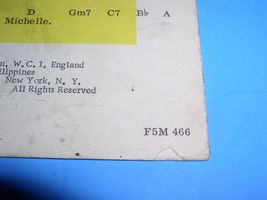 D Gm7 C7 B♭ A
Michelle.
n, W.C. 1, England
ilippines
New York, N. Y.
All Rights Reserved
F5M 466